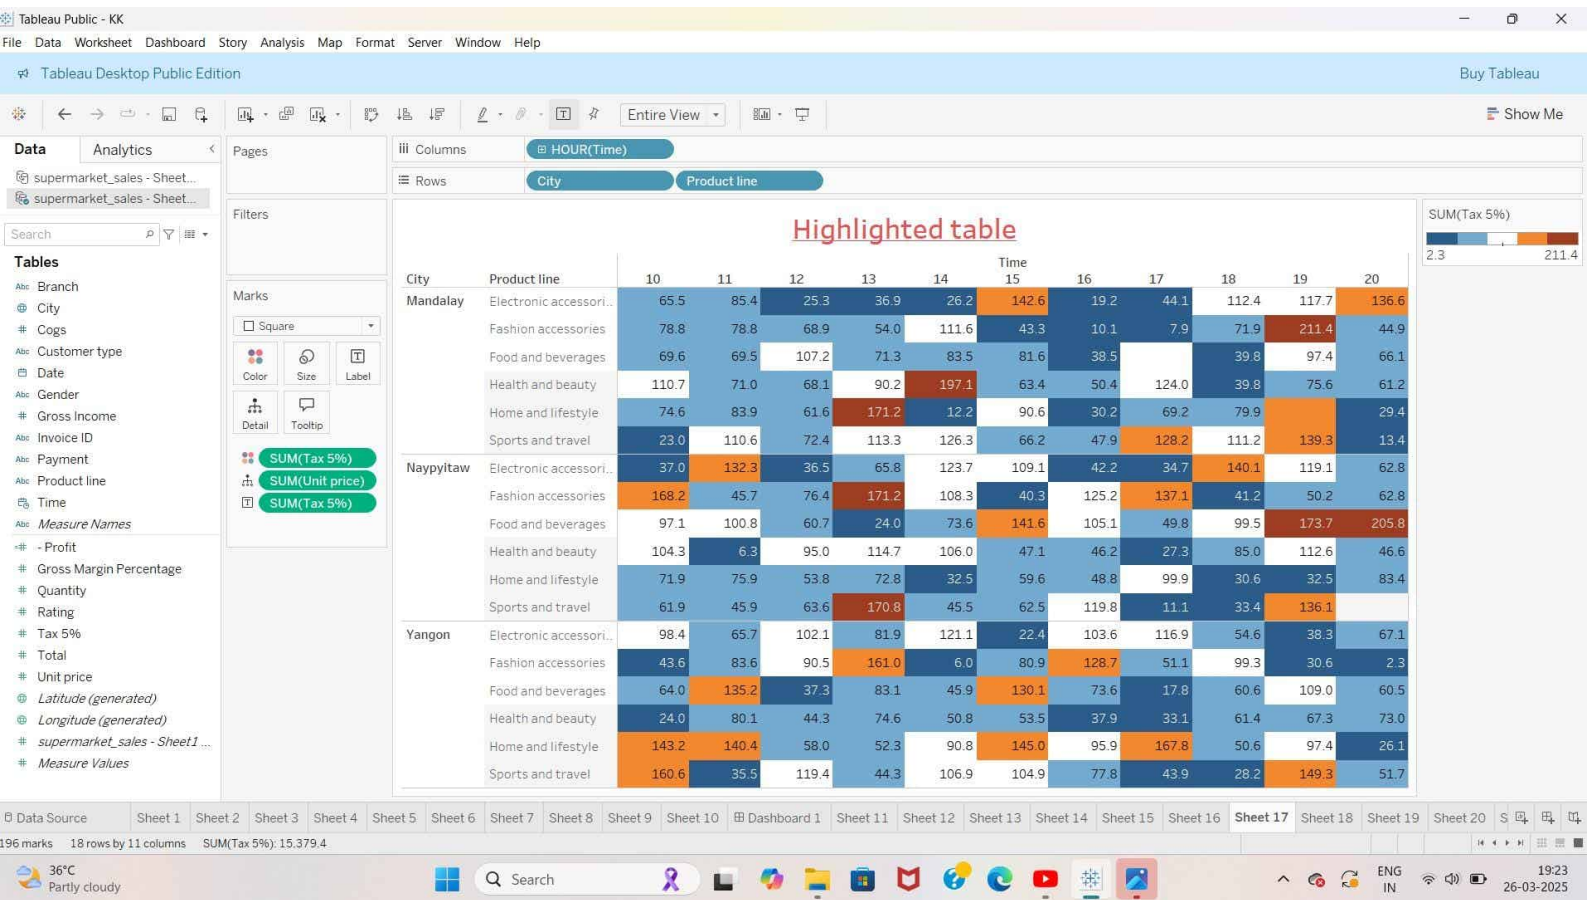 Tableau Public - KK
File Data Worksheet Dashboard Story Analysis Map Format Server Window Help
Tableau Desktop Public Edition Buy Tableau
Entire View Show Me
Data Analytics
supermarket_sales - Sheet...
supermarket_sales - Sheet...
Search
Tables
Abc Branch
City
# Cogs
Abc Customer type
Date
Abc Gender
# Gross Income
Abc Invoice ID
Abc Payment
Abc Product line
Time
Abc Measure Names
=# - Profit
# Gross Margin Percentage
# Quantity
# Rating
# Tax 5%
# Total
# Unit price
Latitude (generated)
Longitude (generated)
# supermarket_sales - Sheet1 ...
# Measure Values
Pages
Filters
Marks
Square
Color Size Label
Detail Tooltip
SUM(Tax 5%)
SUM(Unit price)
SUM(Tax 5%)
Columns HOUR(Time)
Rows City Product line
Highlighted table
Time
City Product line 10 11 12 13 14 15 16 17 18 19 20
Mandalay Electronic accessori.. 65.5 85.4 25.3 36.9 26.2 142.6 19.2 44.1 112.4 117.7 136.6
Fashion accessories 78.8 78.8 68.9 54.0 111.6 43.3 10.1 7.9 71.9 211.4 44.9
Food and beverages 69.6 69.5 107.2 71.3 83.5 81.6 38.5 39.8 97.4 66.1
Health and beauty 110.7 71.0 68.1 90.2 197.1 63.4 50.4 124.0 39.8 75.6 61.2
Home and lifestyle 74.6 83.9 61.6 171.2 12.2 90.6 30.2 69.2 79.9 29.4
Sports and travel 23.0 110.6 72.4 113.3 126.3 66.2 47.9 128.2 111.2 139.3 13.4
Naypyitaw Electronic accessori.. 37.0 132.3 36.5 65.8 123.7 109.1 42.2 34.7 140.1 119.1 62.8
Fashion accessories 168.2 45.7 76.4 171.2 108.3 40.3 125.2 137.1 41.2 50.2 62.8
Food and beverages 97.1 100.8 60.7 24.0 73.6 141.6 105.1 49.8 99.5 173.7 205.8
Health and beauty 104.3 6.3 95.0 114.7 106.0 47.1 46.2 27.3 85.0 112.6 46.6
Home and lifestyle 71.9 75.9 53.8 72.8 32.5 59.6 48.8 99.9 30.6 32.5 83.4
Sports and travel 61.9 45.9 63.6 170.8 45.5 62.5 119.8 11.1 33.4 136.1
Yangon Electronic accessori.. 98.4 65.7 102.1 81.9 121.1 22.4 103.6 116.9 54.6 38.3 67.1
Fashion accessories 43.6 83.6 90.5 161.0 6.0 80.9 128.7 51.1 99.3 30.6 2.3
Food and beverages 64.0 135.2 37.3 83.1 45.9 130.1 73.6 17.8 60.6 109.0 60.5
Health and beauty 24.0 80.1 44.3 74.6 50.8 53.5 37.9 33.1 61.4 67.3 73.0
Home and lifestyle 143.2 140.4 58.0 52.3 90.8 145.0 95.9 167.8 50.6 97.4 26.1
Sports and travel 160.6 35.5 119.4 44.3 106.9 104.9 77.8 43.9 28.2 149.3 51.7
SUM(Tax 5%)
2.3 211.4
Data Source Sheet 1 Sheet 2 Sheet 3 Sheet 4 Sheet 5 Sheet 6 Sheet 7 Sheet 8 Sheet 9 Sheet 10 Dashboard 1 Sheet 11 Sheet 12 Sheet 13 Sheet 14 Sheet 15 Sheet 16 Sheet 17 Sheet 18 Sheet 19 Sheet 20 S
196 marks 18 rows by 11 columns SUM(Tax 5%): 15,379.4
36°C
Partly cloudy
Search
ENG
IN
19:23
26-03-2025